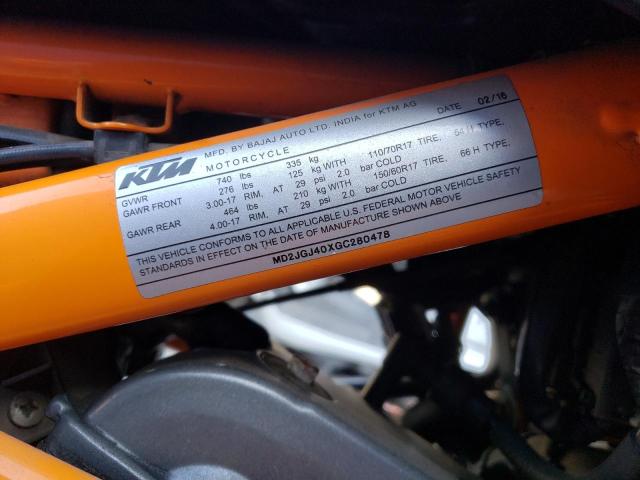 KTM
MFD. BY BAJAJ AUTO LTD. INDIA for KTM AG DATE 02/16
MOTORCYCLE
GVWR 740 lbs 335 kg
GAWR FRONT 276 lbs 125 kg WITH 110/70R17 TIRE, 54 H TYPE,
3.00-17 RIM, AT 29 psi 2.0 bar COLD
GAWR REAR 464 lbs 210 kg WITH 150/60R17 TIRE, 66 H TYPE,
4.00-17 RIM, AT 29 psi 2.0 bar COLD
THIS VEHICLE CONFORMS TO ALL APPLICABLE U.S. FEDERAL MOTOR VEHICLE SAFETY
STANDARDS IN EFFECT ON THE DATE OF MANUFACTURE SHOWN ABOVE
MD2JGJ40XGC280478